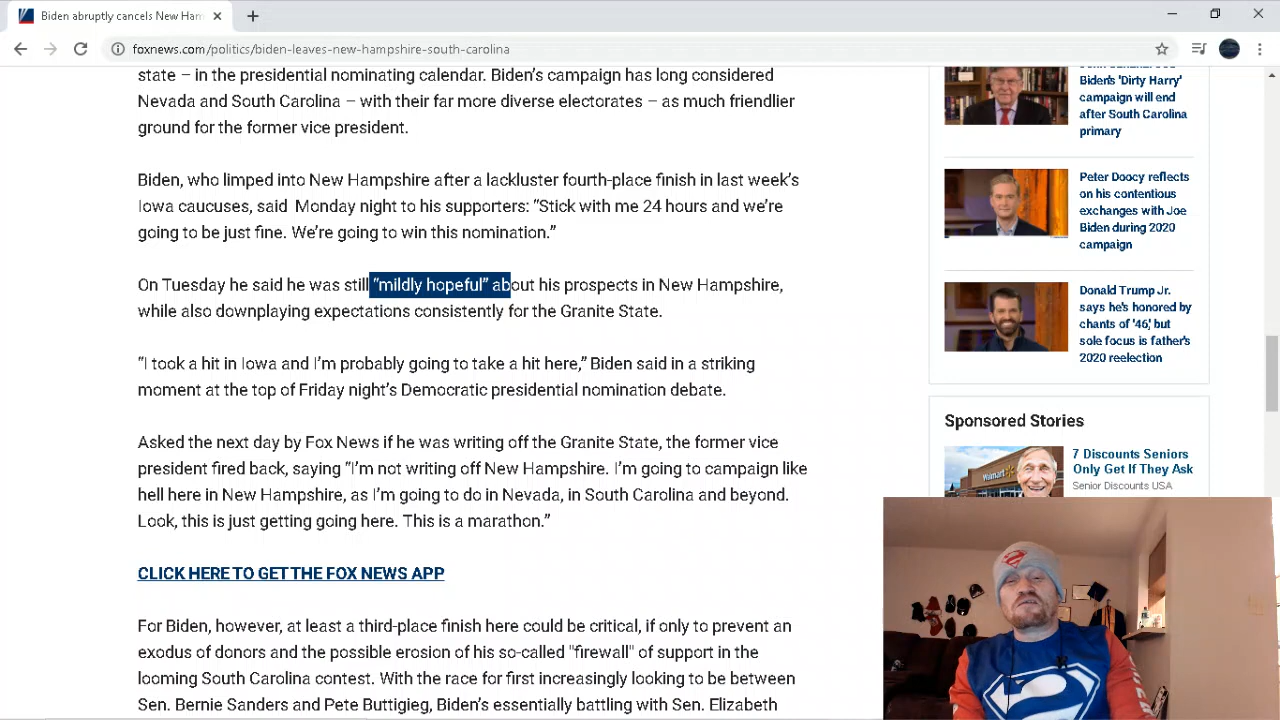 Biden abruptly cancels New Ham
foxnews.com/politics/biden-leaves-new-hampshire-south-carolina
state – in the presidential nominating calendar. Biden’s campaign has long considered
Nevada and South Carolina – with their far more diverse electorates – as much friendlier
ground for the former vice president.
Biden, who limped into New Hampshire after a lackluster fourth-place finish in last week’s
Iowa caucuses, said Monday night to his supporters: “Stick with me 24 hours and we’re
going to be just fine. We’re going to win this nomination.”
On Tuesday he said he was still “mildly hopeful” about his prospects in New Hampshire,
while also downplaying expectations consistently for the Granite State.
“I took a hit in Iowa and I’m probably going to take a hit here,” Biden said in a striking
moment at the top of Friday night’s Democratic presidential nomination debate.
Asked the next day by Fox News if he was writing off the Granite State, the former vice
president fired back, saying “I’m not writing off New Hampshire. I’m going to campaign like
hell here in New Hampshire, as I’m going to do in Nevada, in South Carolina and beyond.
Look, this is just getting going here. This is a marathon.”
CLICK HERE TO GET THE FOX NEWS APP
For Biden, however, at least a third-place finish here could be critical, if only to prevent an
exodus of donors and the possible erosion of his so-called "firewall" of support in the
looming South Carolina contest. With the race for first increasingly looking to be between
Sen. Bernie Sanders and Pete Buttigieg, Biden’s essentially battling with Sen. Elizabeth
Biden’s 'Dirty Harry'
campaign will end
after South Carolina
primary
Peter Doocy reflects
on his contentious
exchanges with Joe
Biden during 2020
campaign
Donald Trump Jr.
says he's honored by
chants of '46,' but
sole focus is father's
2020 reelection
Sponsored Stories
Walmart
7 Discounts Seniors
Only Get If They Ask
Senior Discounts USA